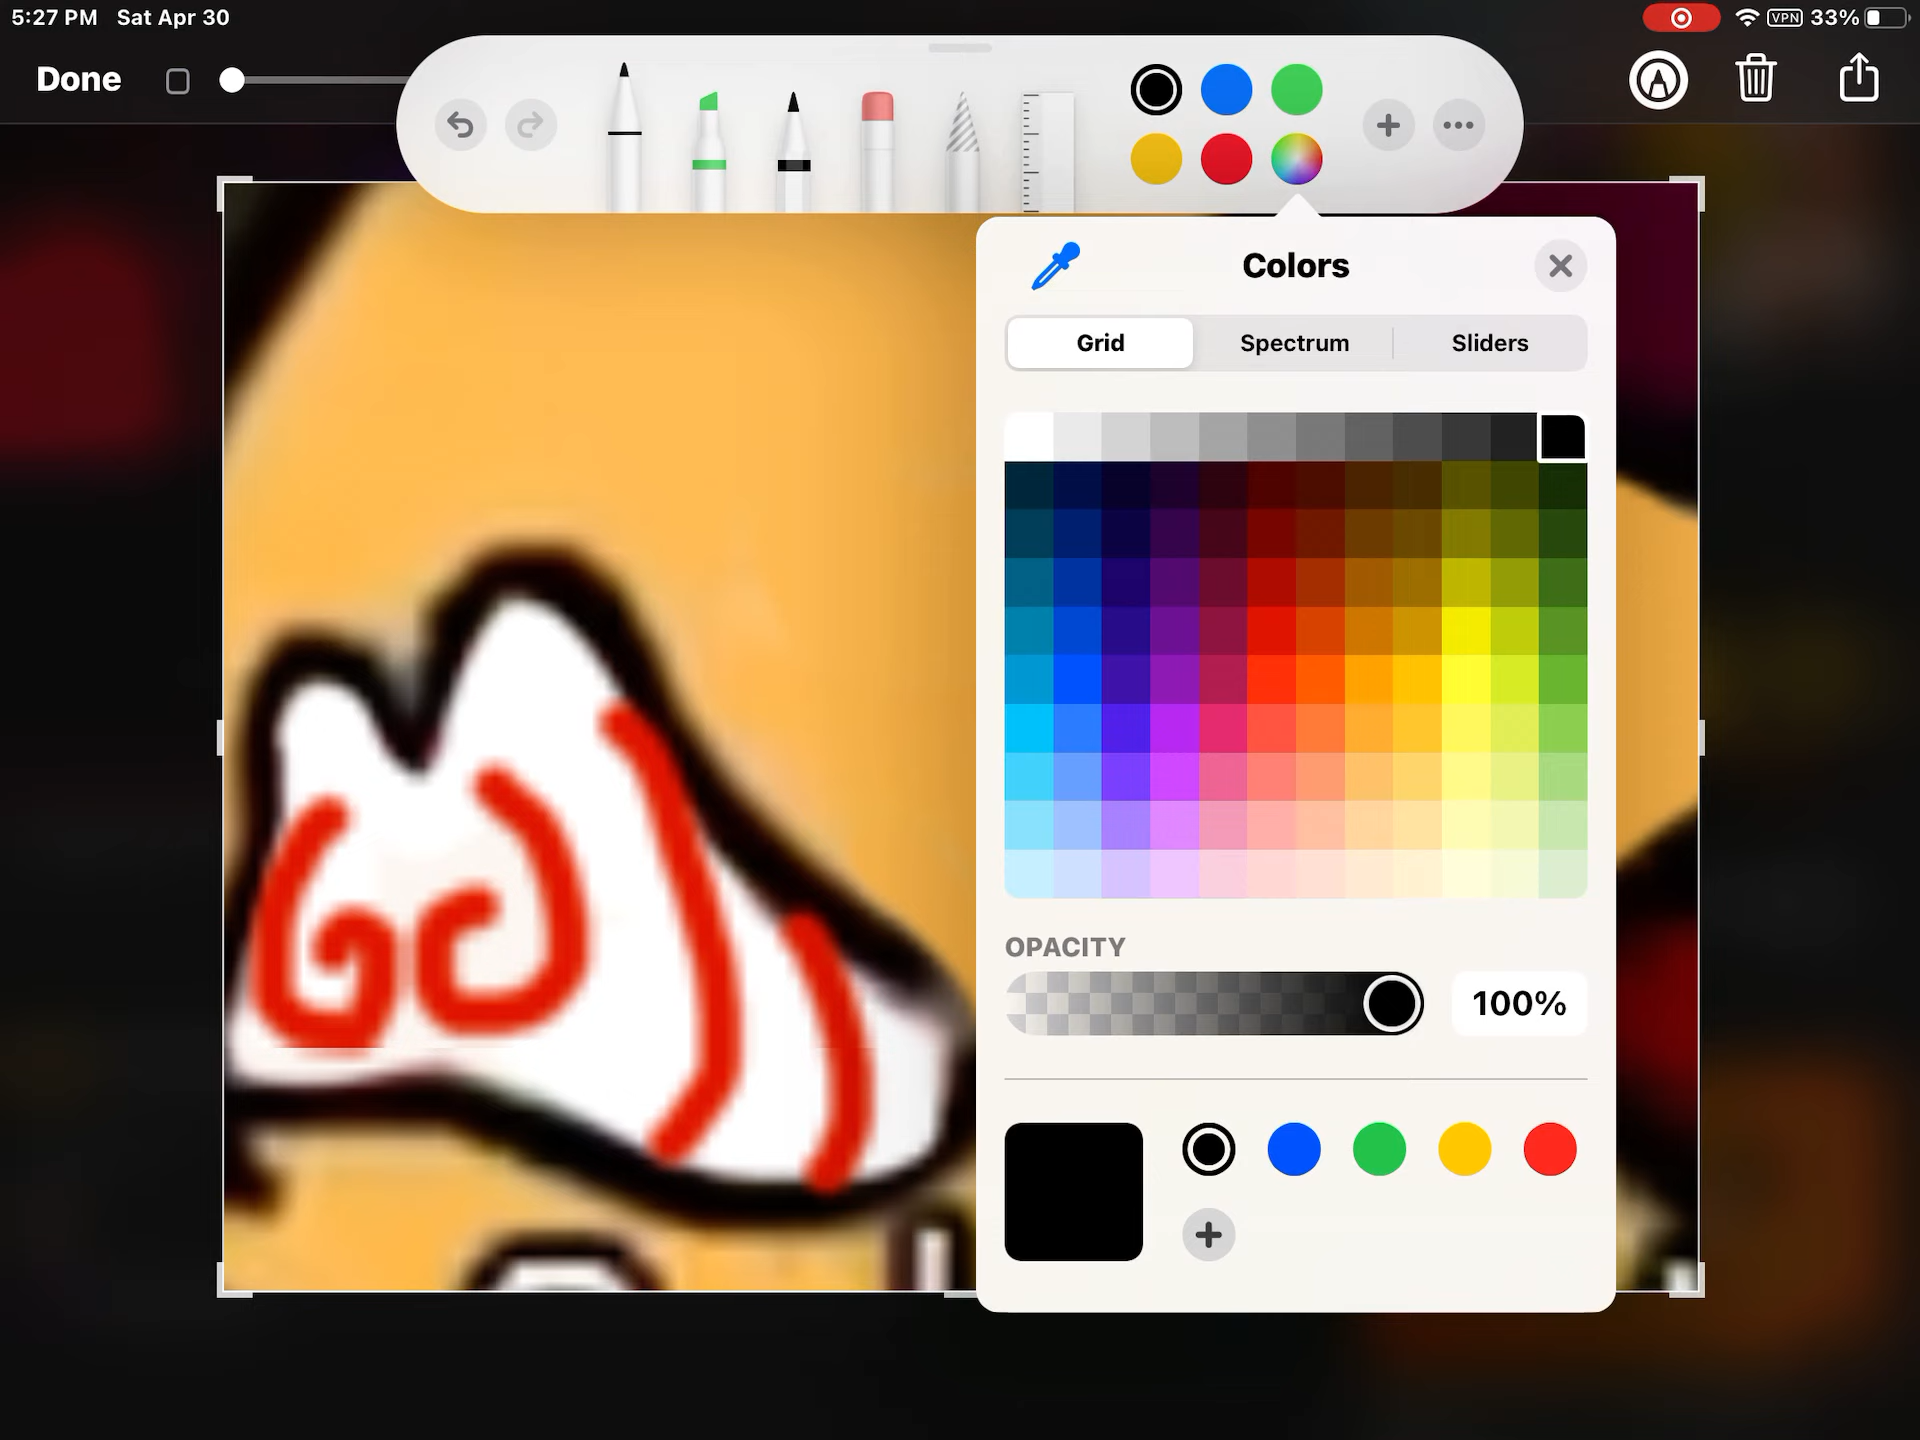 5:27 PM Sat Apr 30
VPN 33%
Done
Colors
Grid Spectrum Sliders
OPACITY
100%